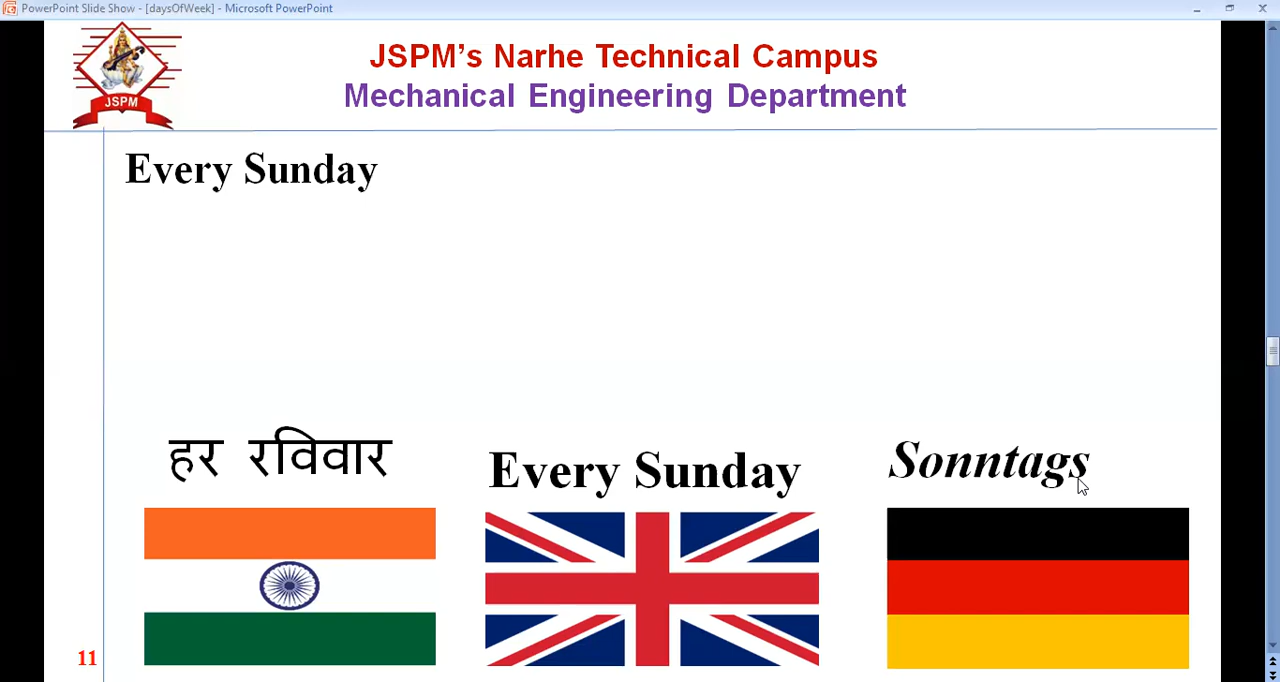 PowerPoint Slide Show - [daysOfWeek] - Microsoft PowerPoint
JSPM
JSPM’s Narhe Technical Campus
Mechanical Engineering Department
Every Sunday
हर रविवार
Every Sunday
Sonntags
11